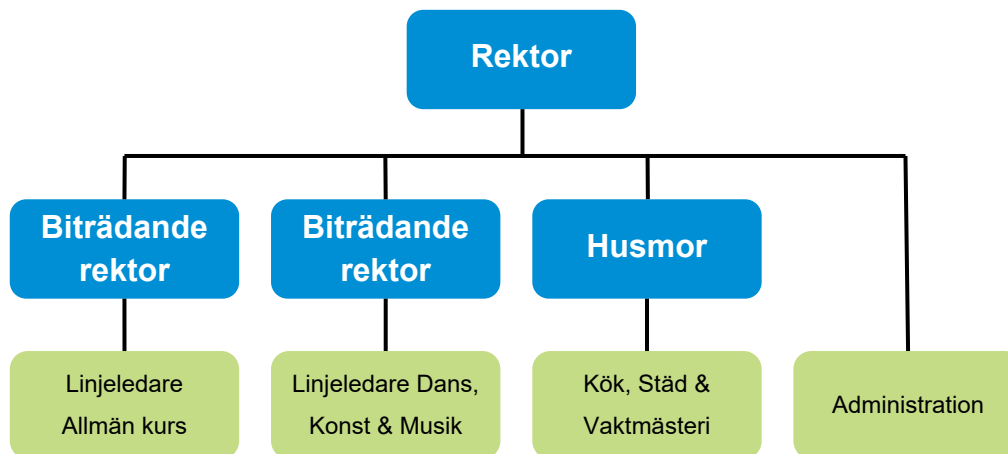 Rektor
Biträdande
rektor
Biträdande
rektor
Husmor
Linjeledare
Allmän kurs
Linjeledare Dans,
Konst & Musik
Kök, Städ &
Vaktmästeri
Administration